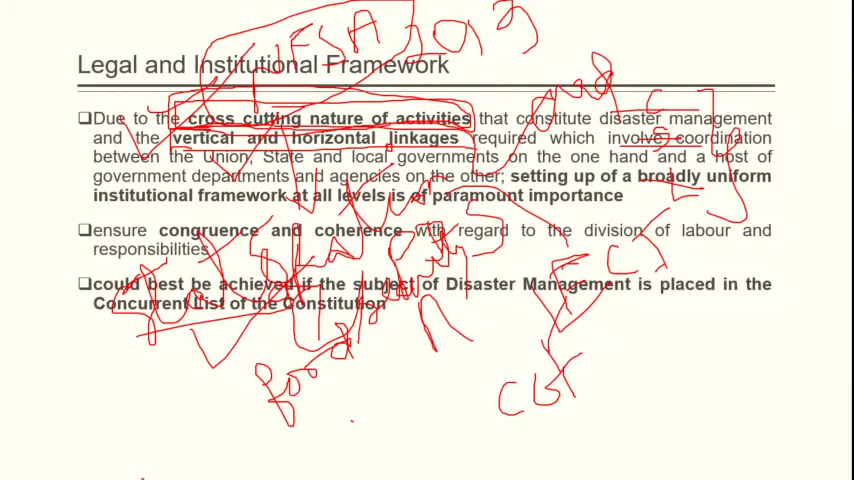 NFSA 2013
Legal and Institutional Framework
❑Due to the cross cutting nature of activities that constitute disaster management
and the vertical and horizontal linkages required which involve coordination
between the Union, State and local governments on the one hand and a host of
government departments and agencies on the other; setting up of a broadly uniform
institutional framework at all levels is of paramount importance
❑ensure congruence and coherence with regard to the division of labour and
responsibilities
❑could best be achieved if the subject of Disaster Management is placed in the
Concurrent List of the Constitution
food